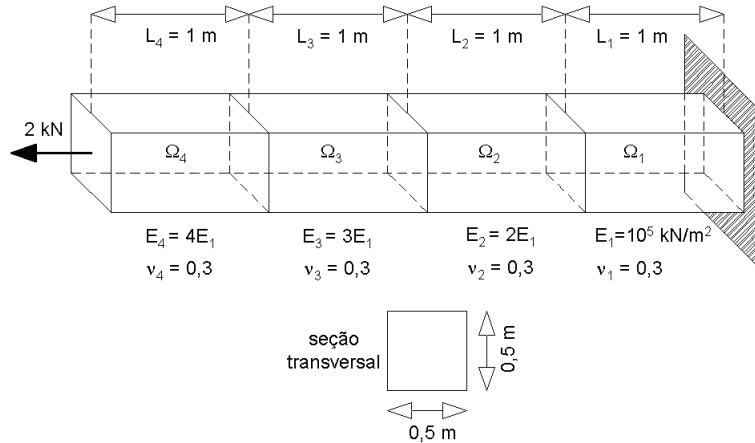 L₄ = 1 m L₃ = 1 m L₂ = 1 m L₁ = 1 m
2 kN
Ω₄ Ω₃ Ω₂ Ω₁
E₄ = 4E₁ E₃ = 3E₁ E₂ = 2E₁ E₁=10⁵ kN/m²
ν₄ = 0,3 ν₃ = 0,3 ν₂ = 0,3 ν₁ = 0,3
seção
transversal
0,5 m
0,5 m